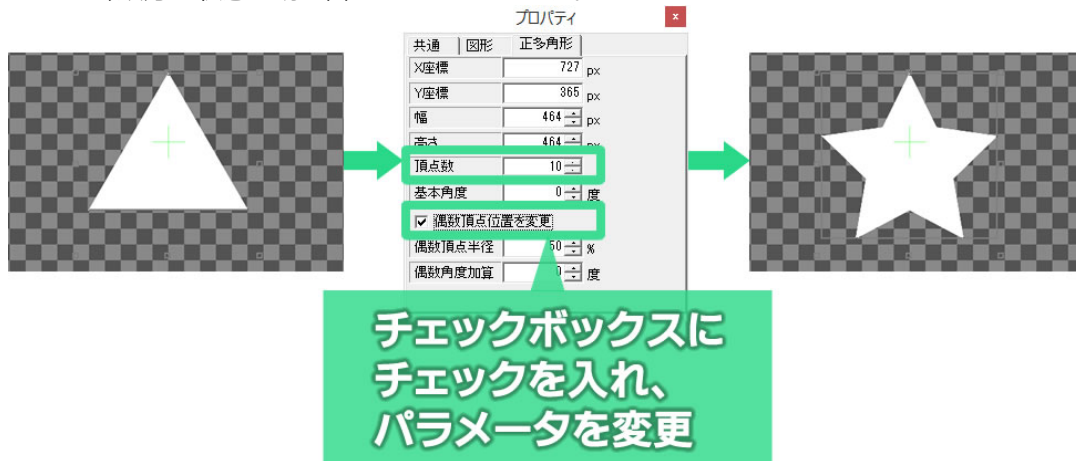 プロパティ
x
共通 図形 正多角形
X座標 727 px
Y座標 365 px
幅 464 px
高さ 464 px
頂点数 10
基本角度 0 度
偶数頂点位置を変更
偶数頂点半径 50 %
偶数角度加算 0 度
チェックボックスに
チェックを入れ、
パラメータを変更